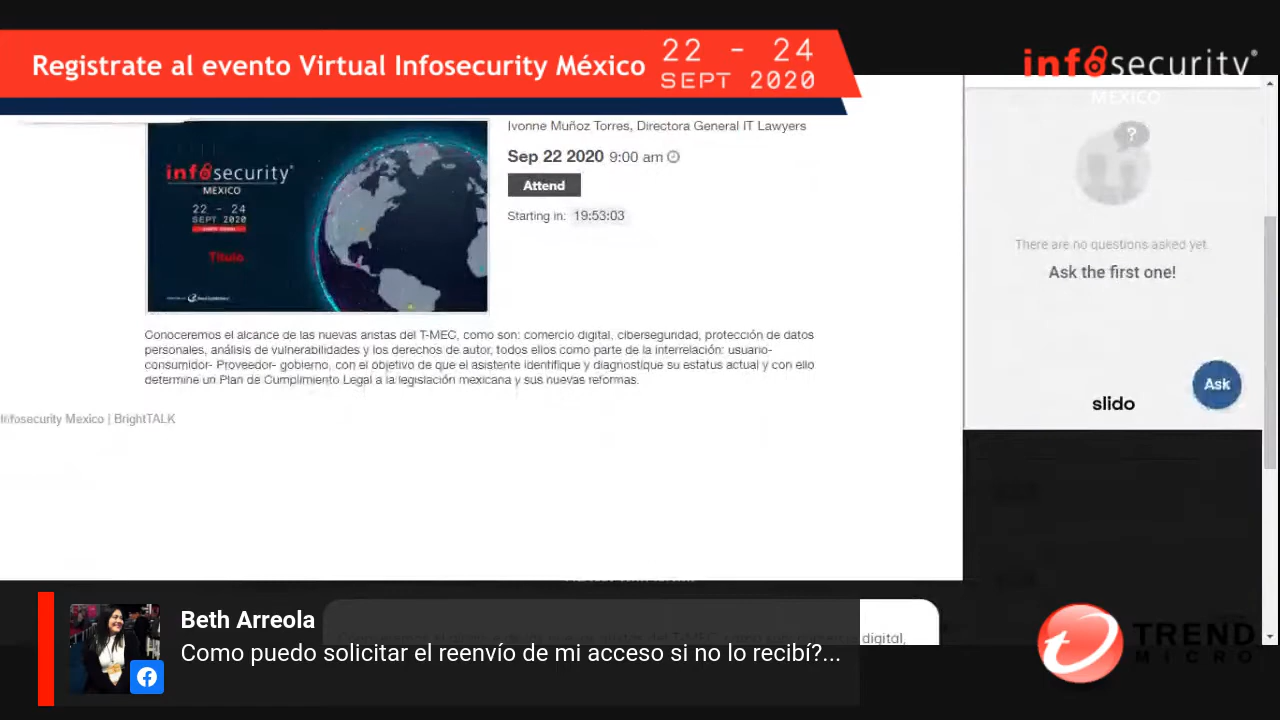 Registrate al evento Virtual Infosecurity México
22 - 24
SEPT 2020
infosecurity®
MÉXICO
Ivonne Muñoz Torres, Directora General IT Lawyers
Sep 22 2020 9:00 am
Attend
Starting in: 19:53:03
infosecurity®
MÉXICO
22 - 24
SEPT 2020
Título
Conoceremos el alcance de las nuevas aristas del T-MEC, como son: comercio digital, ciberseguridad, protección de datos
personales, análisis de vulnerabilidades y los derechos de autor, todos ellos como parte de la interrelación: usuario-
consumidor- Proveedor- gobierno, con el objetivo de que el asistente identifique y diagnostique su estatus actual y con ello
determine un Plan de Cumplimiento Legal a la legislación mexicana y sus nuevas reformas.
Infosecurity Mexico | BrightTALK
?
There are no questions asked yet.
Ask the first one!
Ask
slido
Beth Arreola
Como puedo solicitar el reenvío de mi acceso si no lo recibí?...
digital,
TREND
MICRO